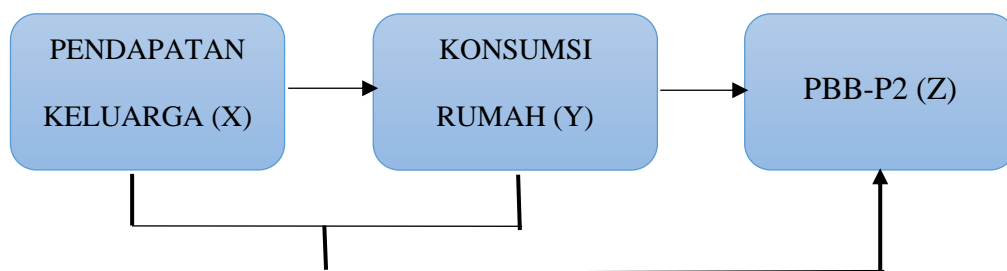 PENDAPATAN
KELUARGA (X)
KONSUMSI
RUMAH (Y)
PBB-P2 (Z)